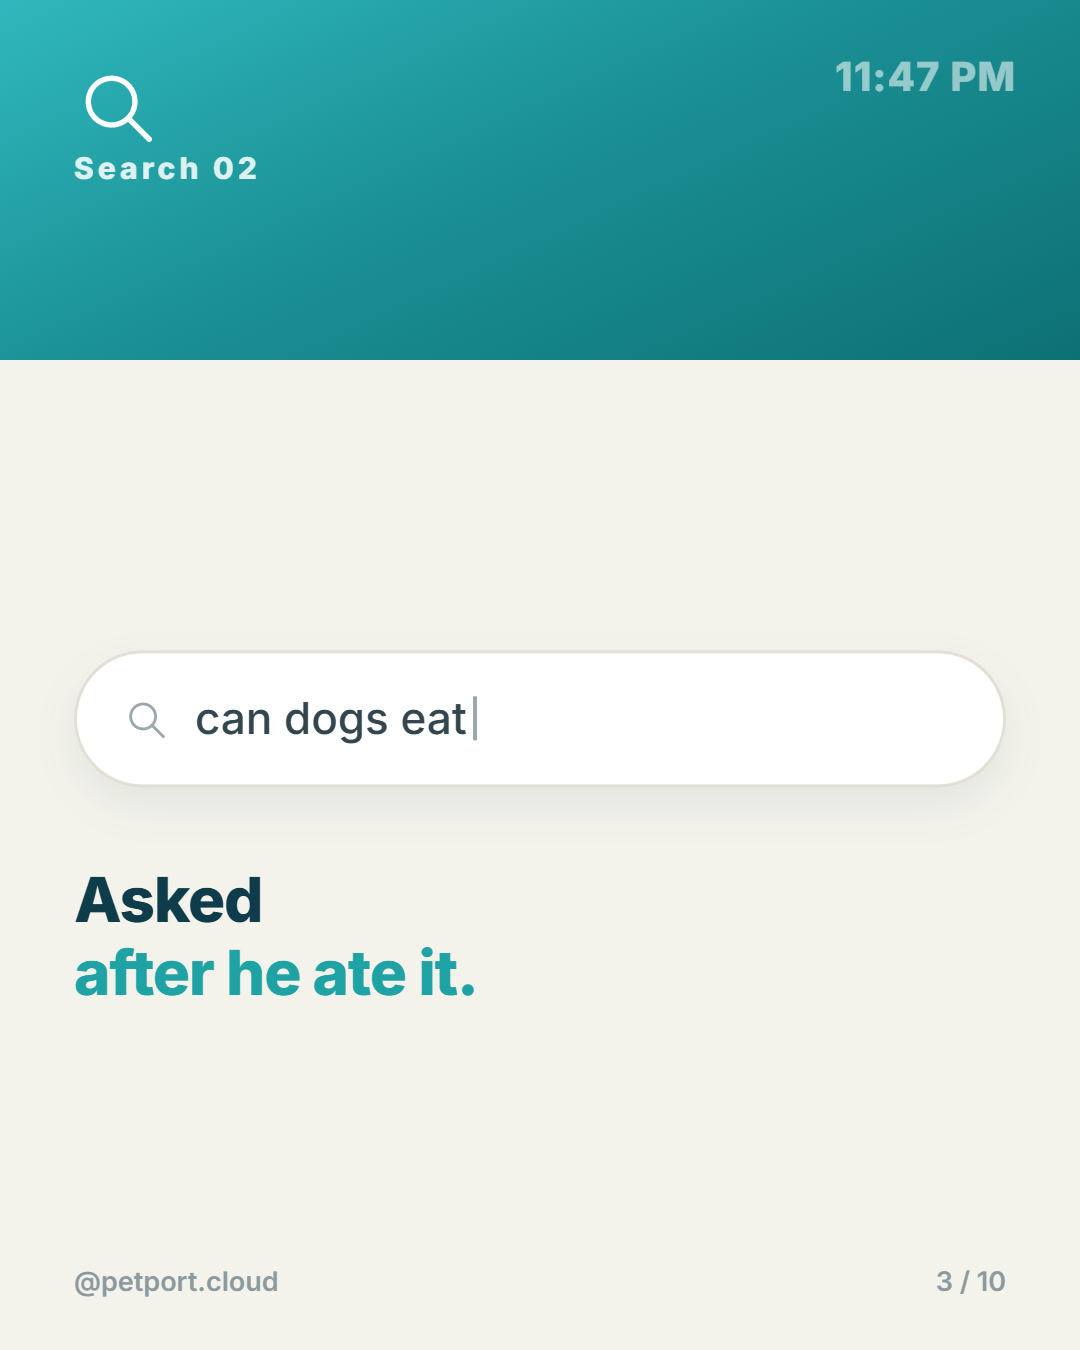 11:47 PM
Search 02
can dogs eat
Asked
after he ate it.
@petport.cloud
3 / 10